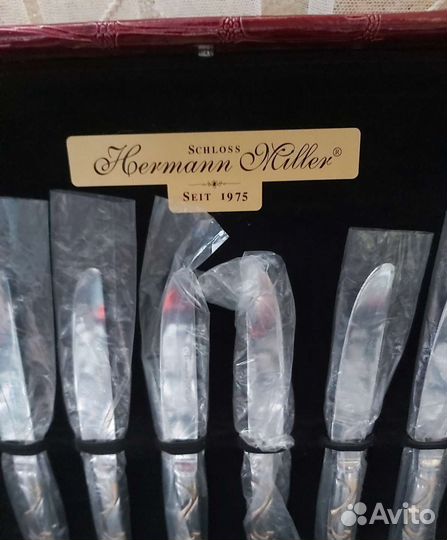 SCHLOSS
Hermann Miller®
SEIT 1975
Avito